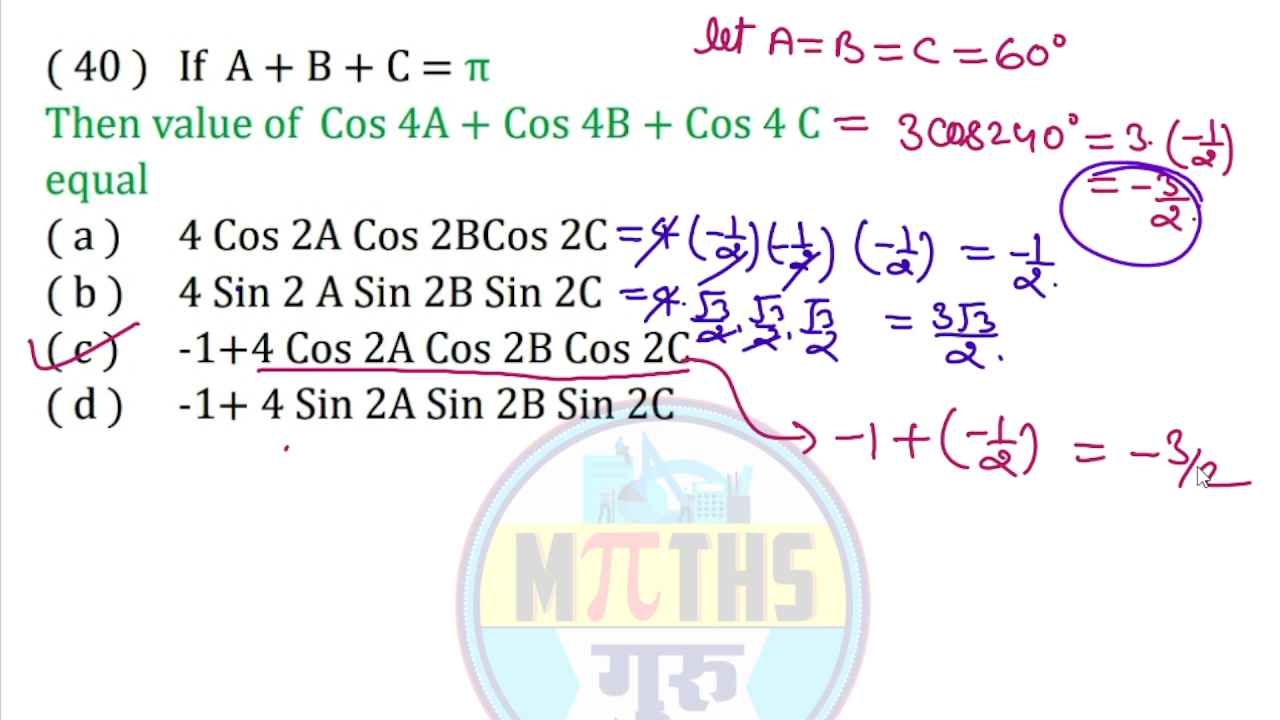 let A=B=C=60°
( 40 ) If A + B + C = π
Then value of Cos 4A + Cos 4B + Cos 4 C = 3cos240° = 3.(-1/2)
equal = -3/2.
( a ) 4 Cos 2A Cos 2BCos 2C = 4(-1/2)(-1/2)(-1/2) = -1/2.
( b ) 4 Sin 2 A Sin 2B Sin 2C = 4.√3/2.√3/2.√3/2 = 3√3/2.
( c ) -1+4 Cos 2A Cos 2B Cos 2C
( d ) -1+ 4 Sin 2A Sin 2B Sin 2C
→ -1+(-1/2) = -3/2
MπTHS
गुरु